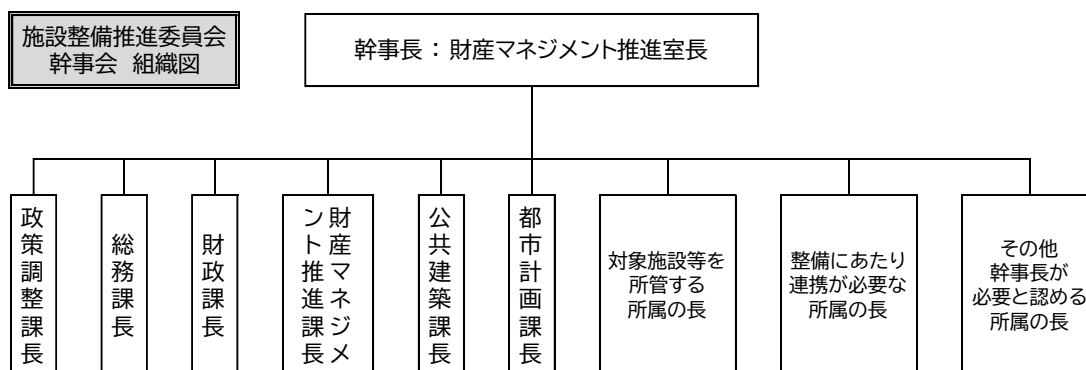 施設整備推進委員会
幹事会 組織図
幹事長：財産マネジメント推進室長
政策調整課長
総務課長
財政課長
財産マネジメ
ント推進課長
公共建築課長
都市計画課長
対象施設等を
所管する
所属の長
整備にあたり
連携が必要な
所属の長
その他
幹事長が
必要と認める
所属の長